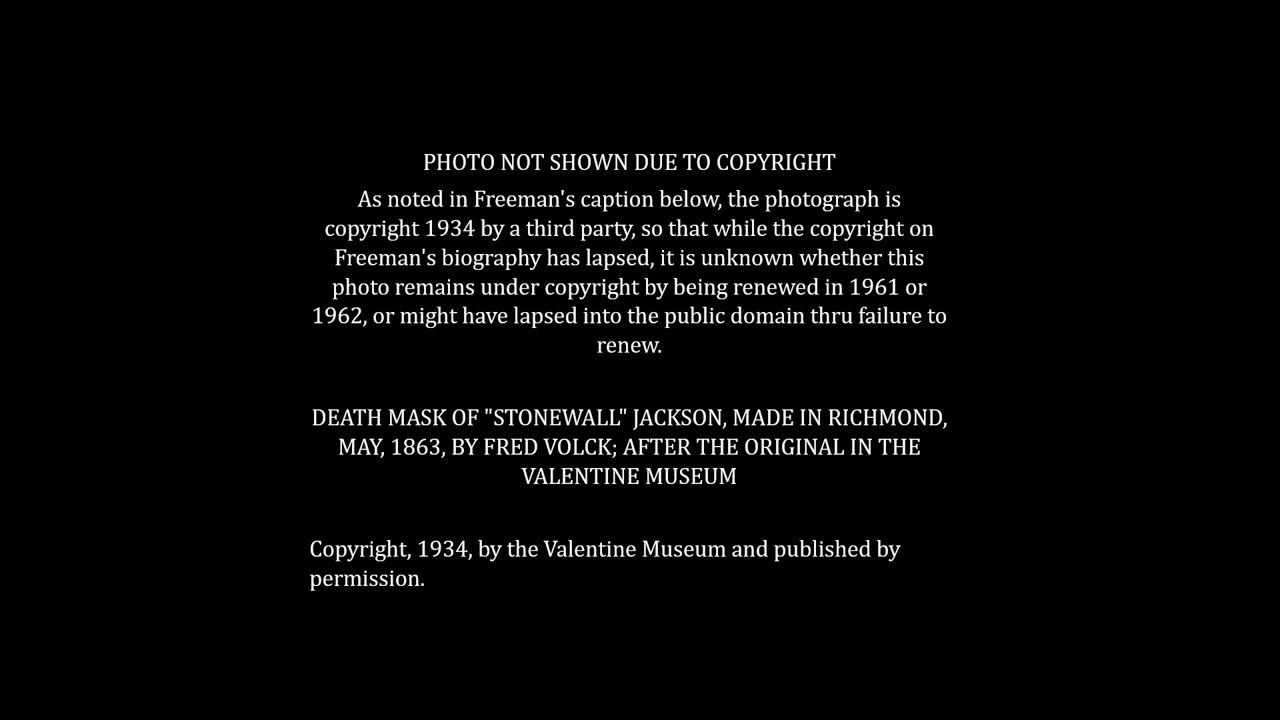 PHOTO NOT SHOWN DUE TO COPYRIGHT
As noted in Freeman's caption below, the photograph is
copyright 1934 by a third party, so that while the copyright on
Freeman's biography has lapsed, it is unknown whether this
photo remains under copyright by being renewed in 1961 or
1962, or might have lapsed into the public domain thru failure to
renew.
DEATH MASK OF "STONEWALL" JACKSON, MADE IN RICHMOND,
MAY, 1863, BY FRED VOLCK; AFTER THE ORIGINAL IN THE
VALENTINE MUSEUM
Copyright, 1934, by the Valentine Museum and published by
permission.